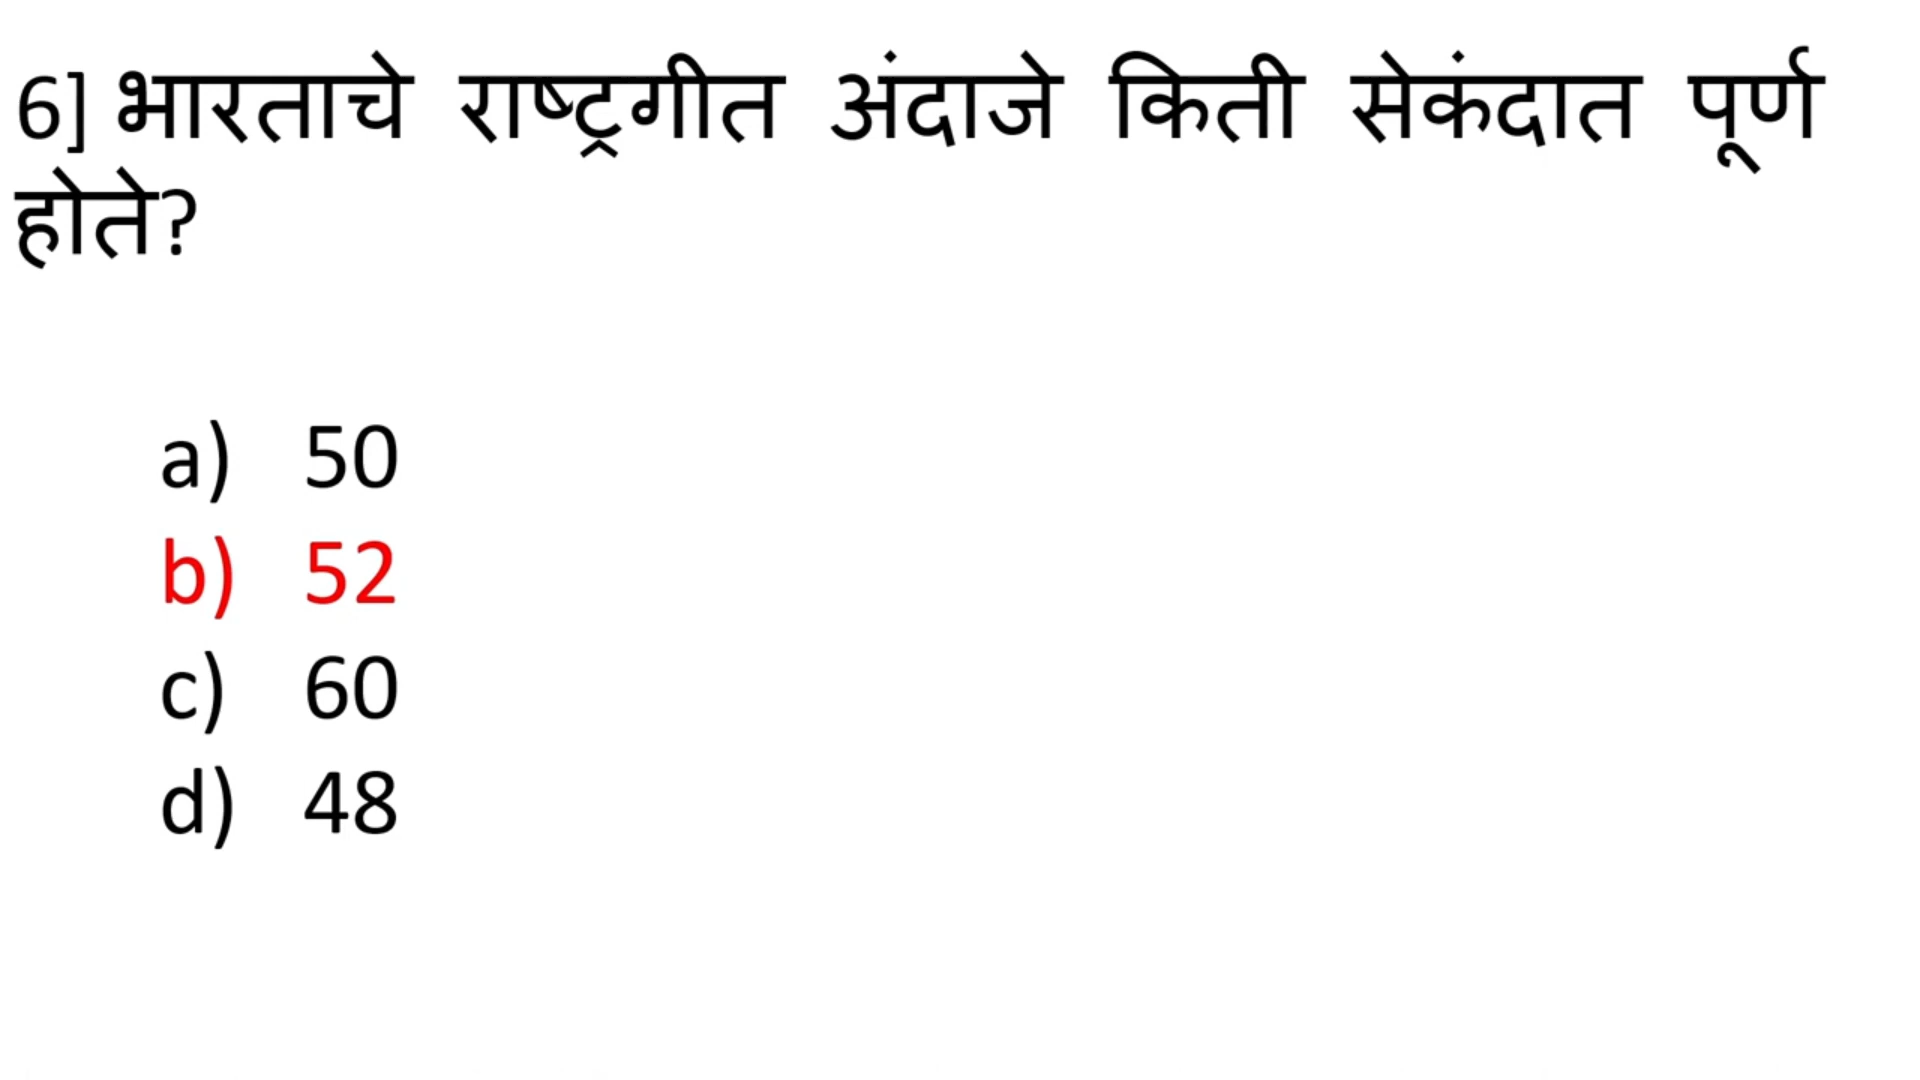 6] भारताचे राष्ट्रगीत अंदाजे किती सेकंदात पूर्ण
होते?
a) 50
b) 52
c) 60
d) 48